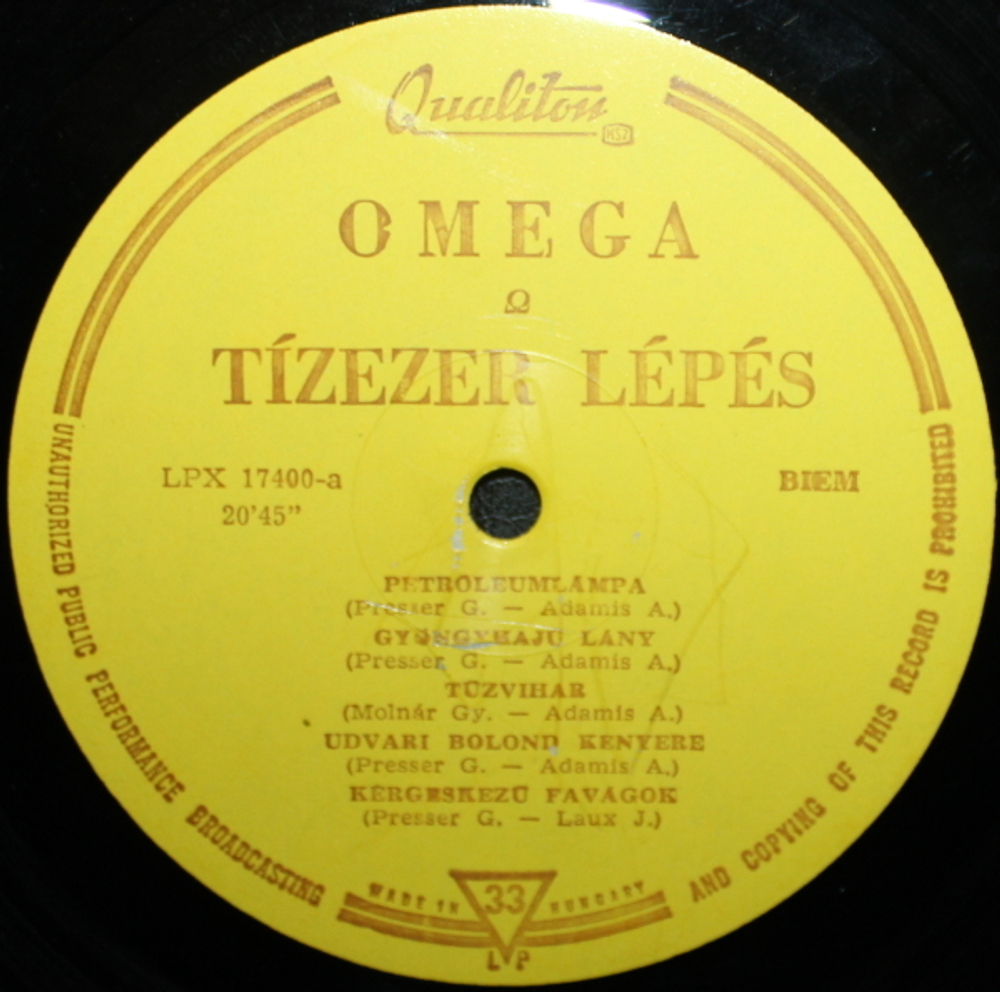 Qualiton
HSZ
OMEGA
Ω
TÍZEZER LÉPÉS
LPX 17400-a
BIEM
20'45”
PETRÓLEUMLÁMPA
(Presser G. — Adamis A.)
GYÖNGYHAJÚ LÁNY
(Presser G. — Adamis A.)
TŰZVIHAR
(Molnár Gy. — Adamis A.)
UDVARI BOLOND KENYERE
(Presser G. — Adamis A.)
KÉRGESKEZŰ FAVÁGÓK
(Presser G. — Laux J.)
UNAUTHORIZED PUBLIC PERFORMANCE BROADCASTING
AND COPYING OF THIS RECORD IS PROHIBITED
MADE IN HUNGARY
33
LP